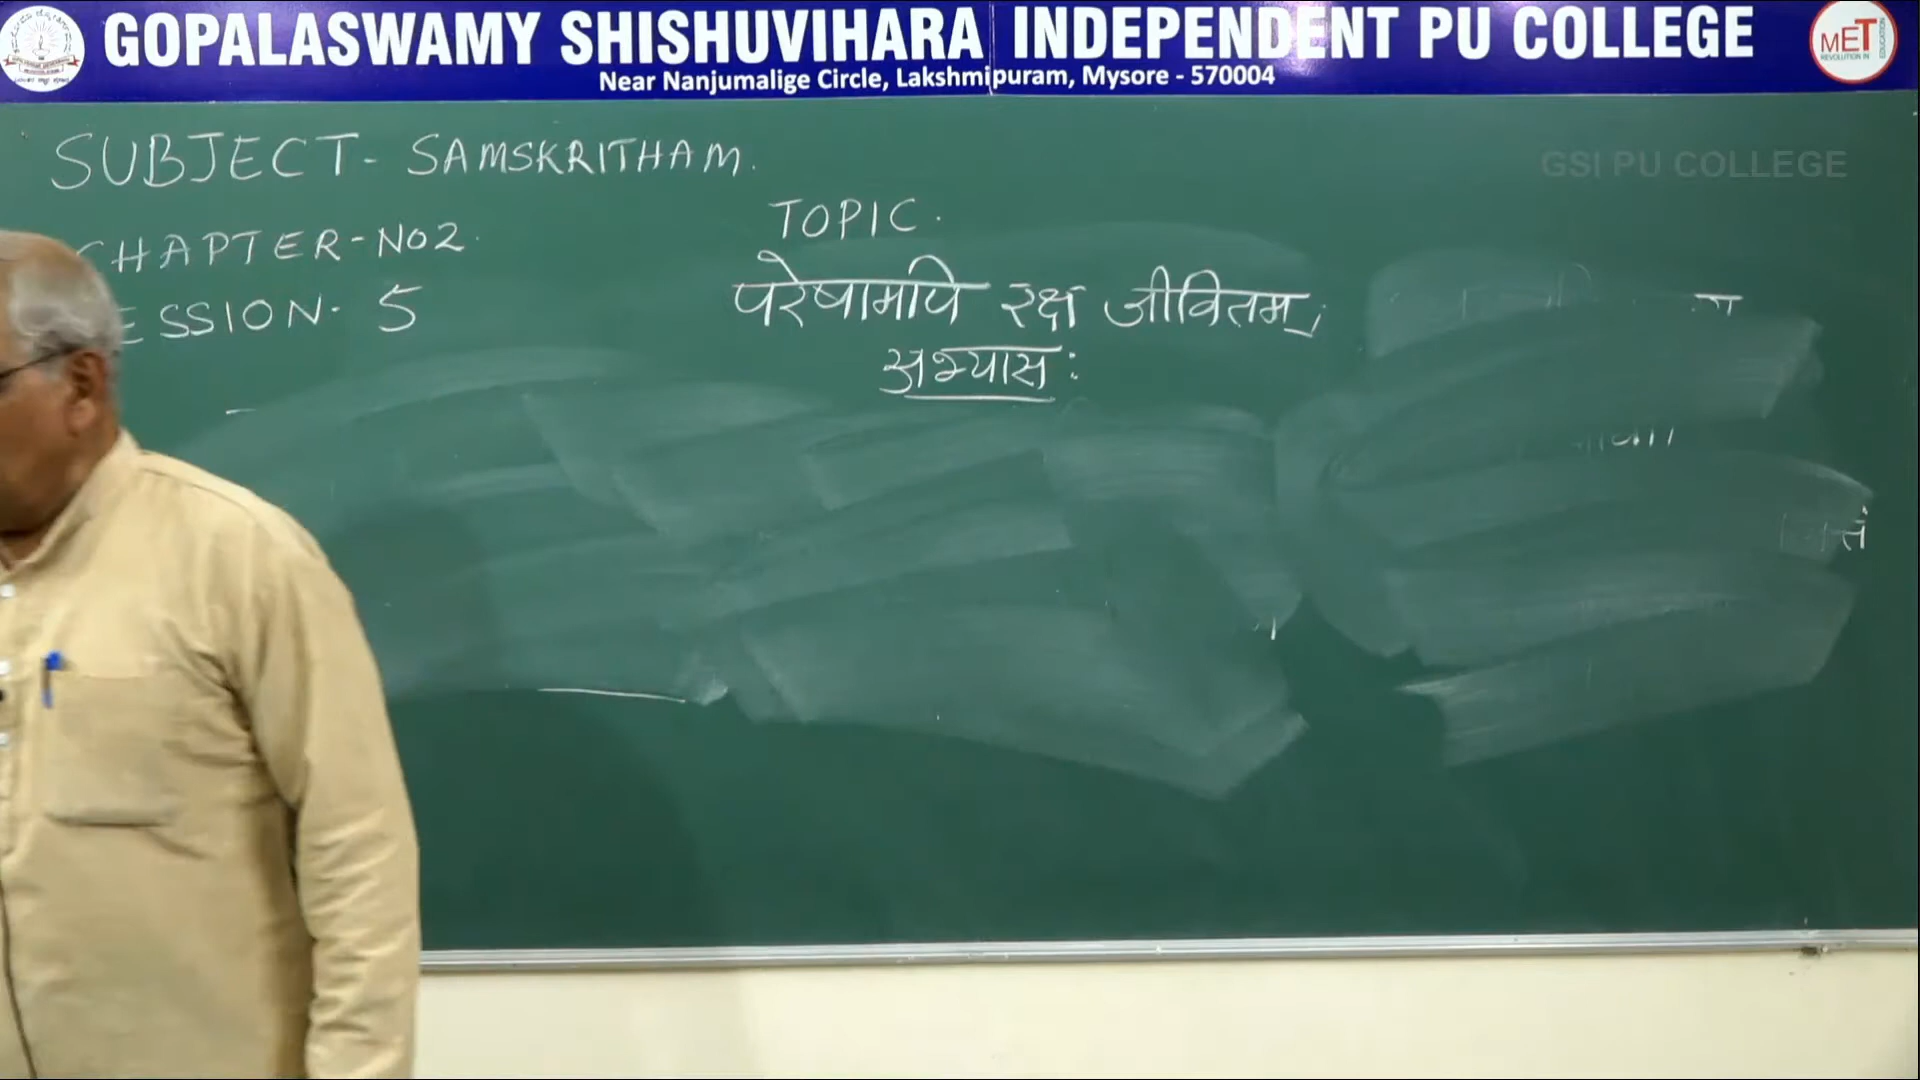 GOPALASWAMY SHISHUVIHARA INDEPENDENT PU COLLEGE
Near Nanjumalige Circle, Lakshmipuram, Mysore - 570004
MET
GSI PU COLLEGE
SUBJECT - SAMSKRITHAM.
CHAPTER - NO2.
ESSION - 5
TOPIC.
परेषामपि रक्ष जीवितम्।
अभ्यासः